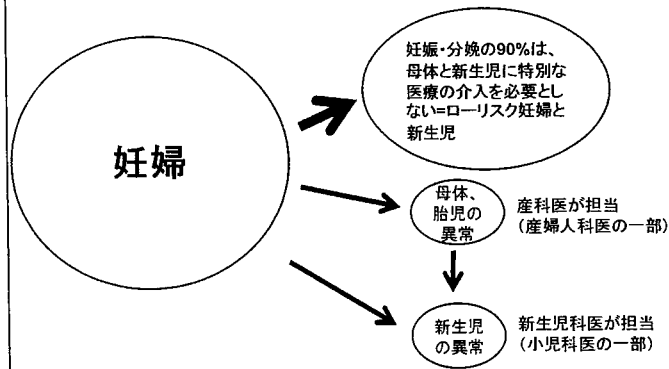 妊婦
妊娠・分娩の90%は、
母体と新生児に特別な
医療の介入を必要とし
ない=ローリスク妊婦と
新生児
母体、
胎児の
異常
産科医が担当
(産婦人科医の一部)
新生児
の異常
新生児科医が担当
(小児科医の一部)